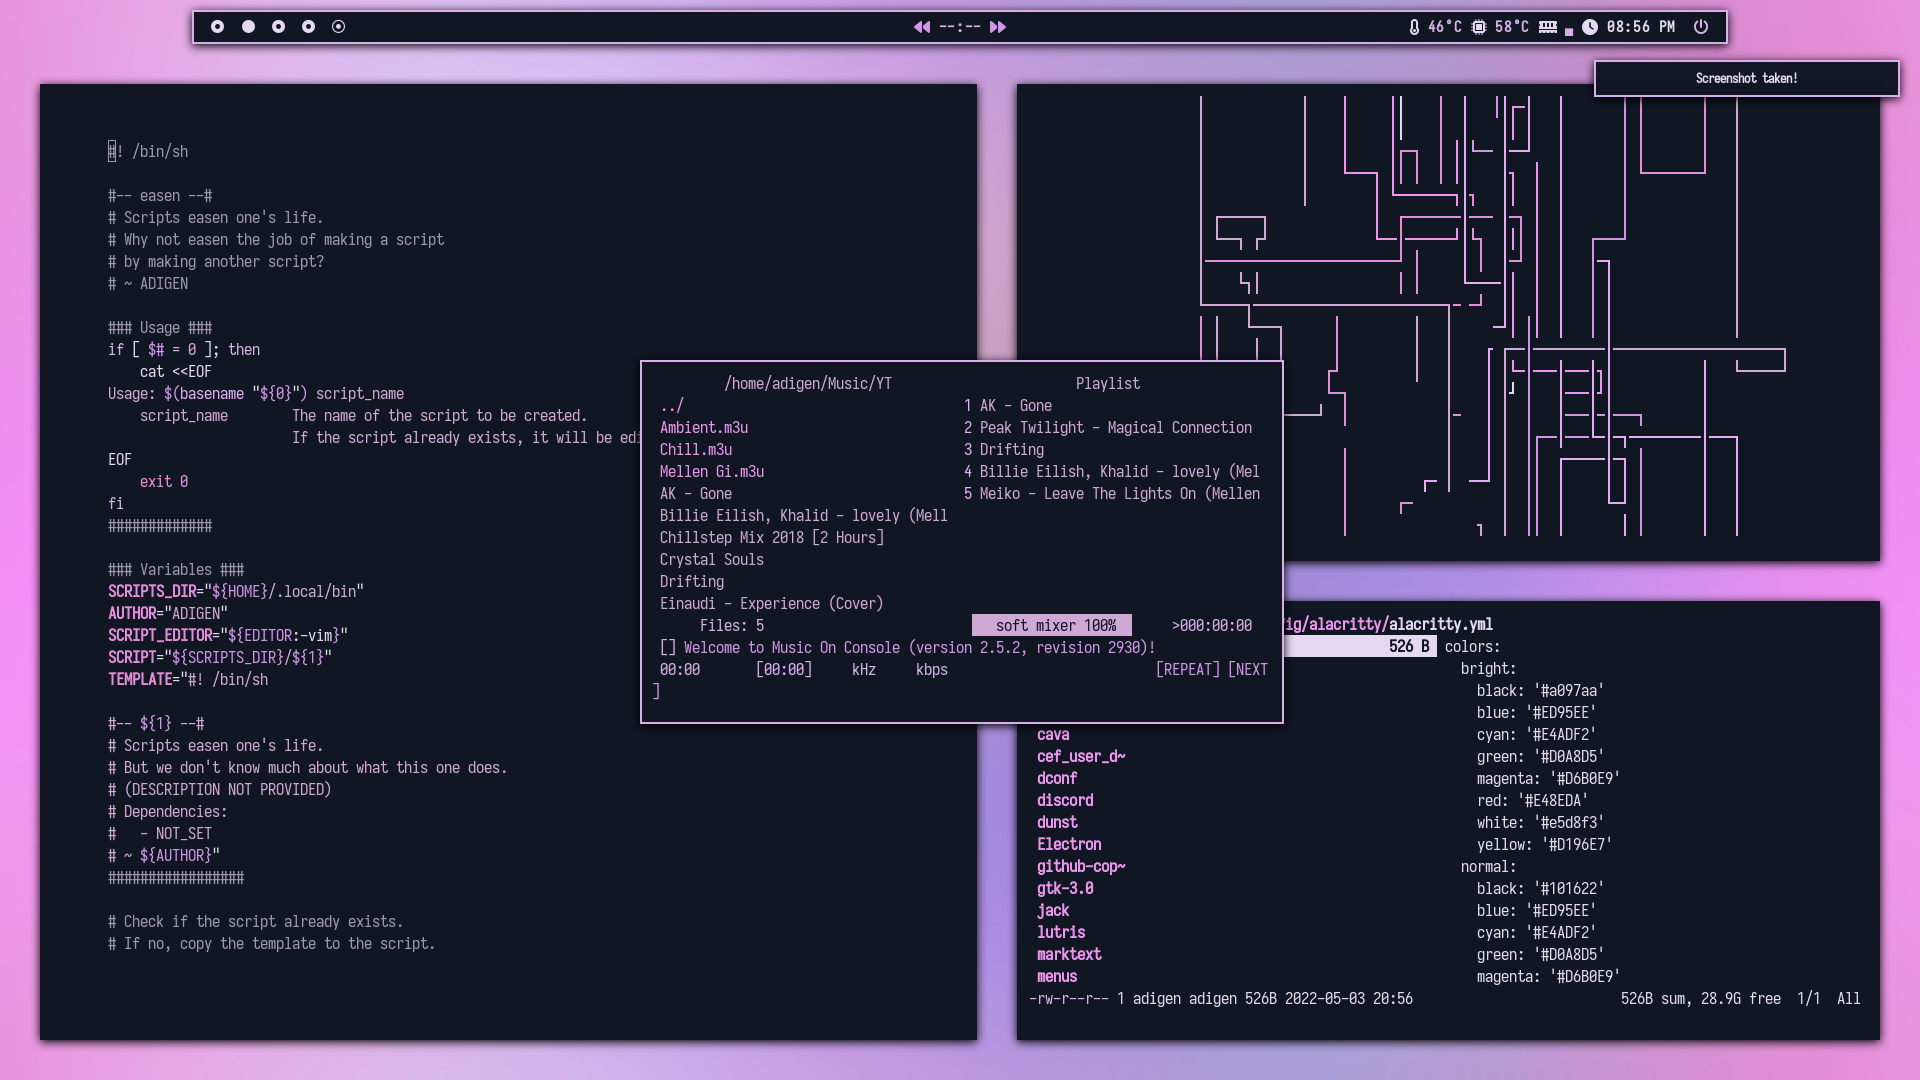 --:--
46°C 58°C 08:56 PM
Screenshot taken!
#! /bin/sh
#-- easen --#
# Scripts easen one's life.
# Why not easen the job of making a script
# by making another script?
# ~ ADIGEN
### Usage ###
if [ $# = 0 ]; then
cat <<EOF
Usage: $(basename "${0}") script_name
script_name The name of the script to be created.
If the script already exists, it will be edi
EOF
exit 0
fi
#############
### Variables ###
SCRIPTS_DIR="${HOME}/.local/bin"
AUTHOR="ADIGEN"
SCRIPT_EDITOR="${EDITOR:-vim}"
SCRIPT="${SCRIPTS_DIR}/${1}"
TEMPLATE="#! /bin/sh
#-- ${1} --#
# Scripts easen one's life.
# But we don't know much about what this one does.
# (DESCRIPTION NOT PROVIDED)
# Dependencies:
#   - NOT_SET
# ~ ${AUTHOR}"
#################
# Check if the script already exists.
# If no, copy the template to the script.
/home/adigen/Music/YT
../
Ambient.m3u
Chill.m3u
Mellen Gi.m3u
AK - Gone
Billie Eilish, Khalid - lovely (Mell
Chillstep Mix 2018 [2 Hours]
Crystal Souls
Drifting
Einaudi - Experience (Cover)
Playlist
1 AK - Gone
2 Peak Twilight - Magical Connection
3 Drifting
4 Billie Eilish, Khalid - lovely (Mel
5 Meiko - Leave The Lights On (Mellen
Files: 5 soft mixer 100% >000:00:00
[] Welcome to Music On Console (version 2.5.2, revision 2930)!
00:00 [00:00] kHz kbps [REPEAT] [NEXT
]
ig/alacritty/alacritty.yml
526 B
cava
cef_user_d~
dconf
discord
dunst
Electron
github-cop~
gtk-3.0
jack
lutris
marktext
menus
colors:
bright:
black: '#a097aa'
blue: '#ED95EE'
cyan: '#E4ADF2'
green: '#D0A8D5'
magenta: '#D6B0E9'
red: '#E48EDA'
white: '#e5d8f3'
yellow: '#D196E7'
normal:
black: '#101622'
blue: '#ED95EE'
cyan: '#E4ADF2'
green: '#D0A8D5'
magenta: '#D6B0E9'
-rw-r--r-- 1 adigen adigen 526B 2022-05-03 20:56 526B sum, 28.9G free 1/1 All